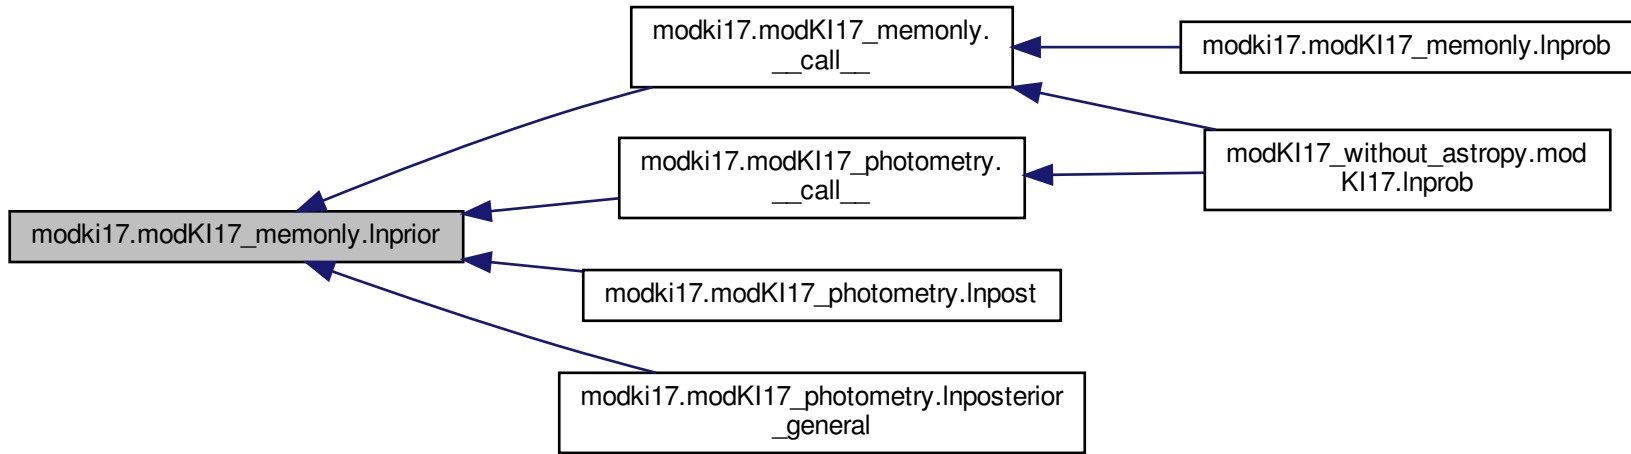 modki17.modKI17_memonly.
__call__
modki17.modKI17_memonly.lnprob
modki17.modKI17_photometry.
__call__
modKI17_without_astropy.mod
KI17.lnprob
modki17.modKI17_memonly.lnprior
modki17.modKI17_photometry.lnpost
modki17.modKI17_photometry.lnposterior
_general